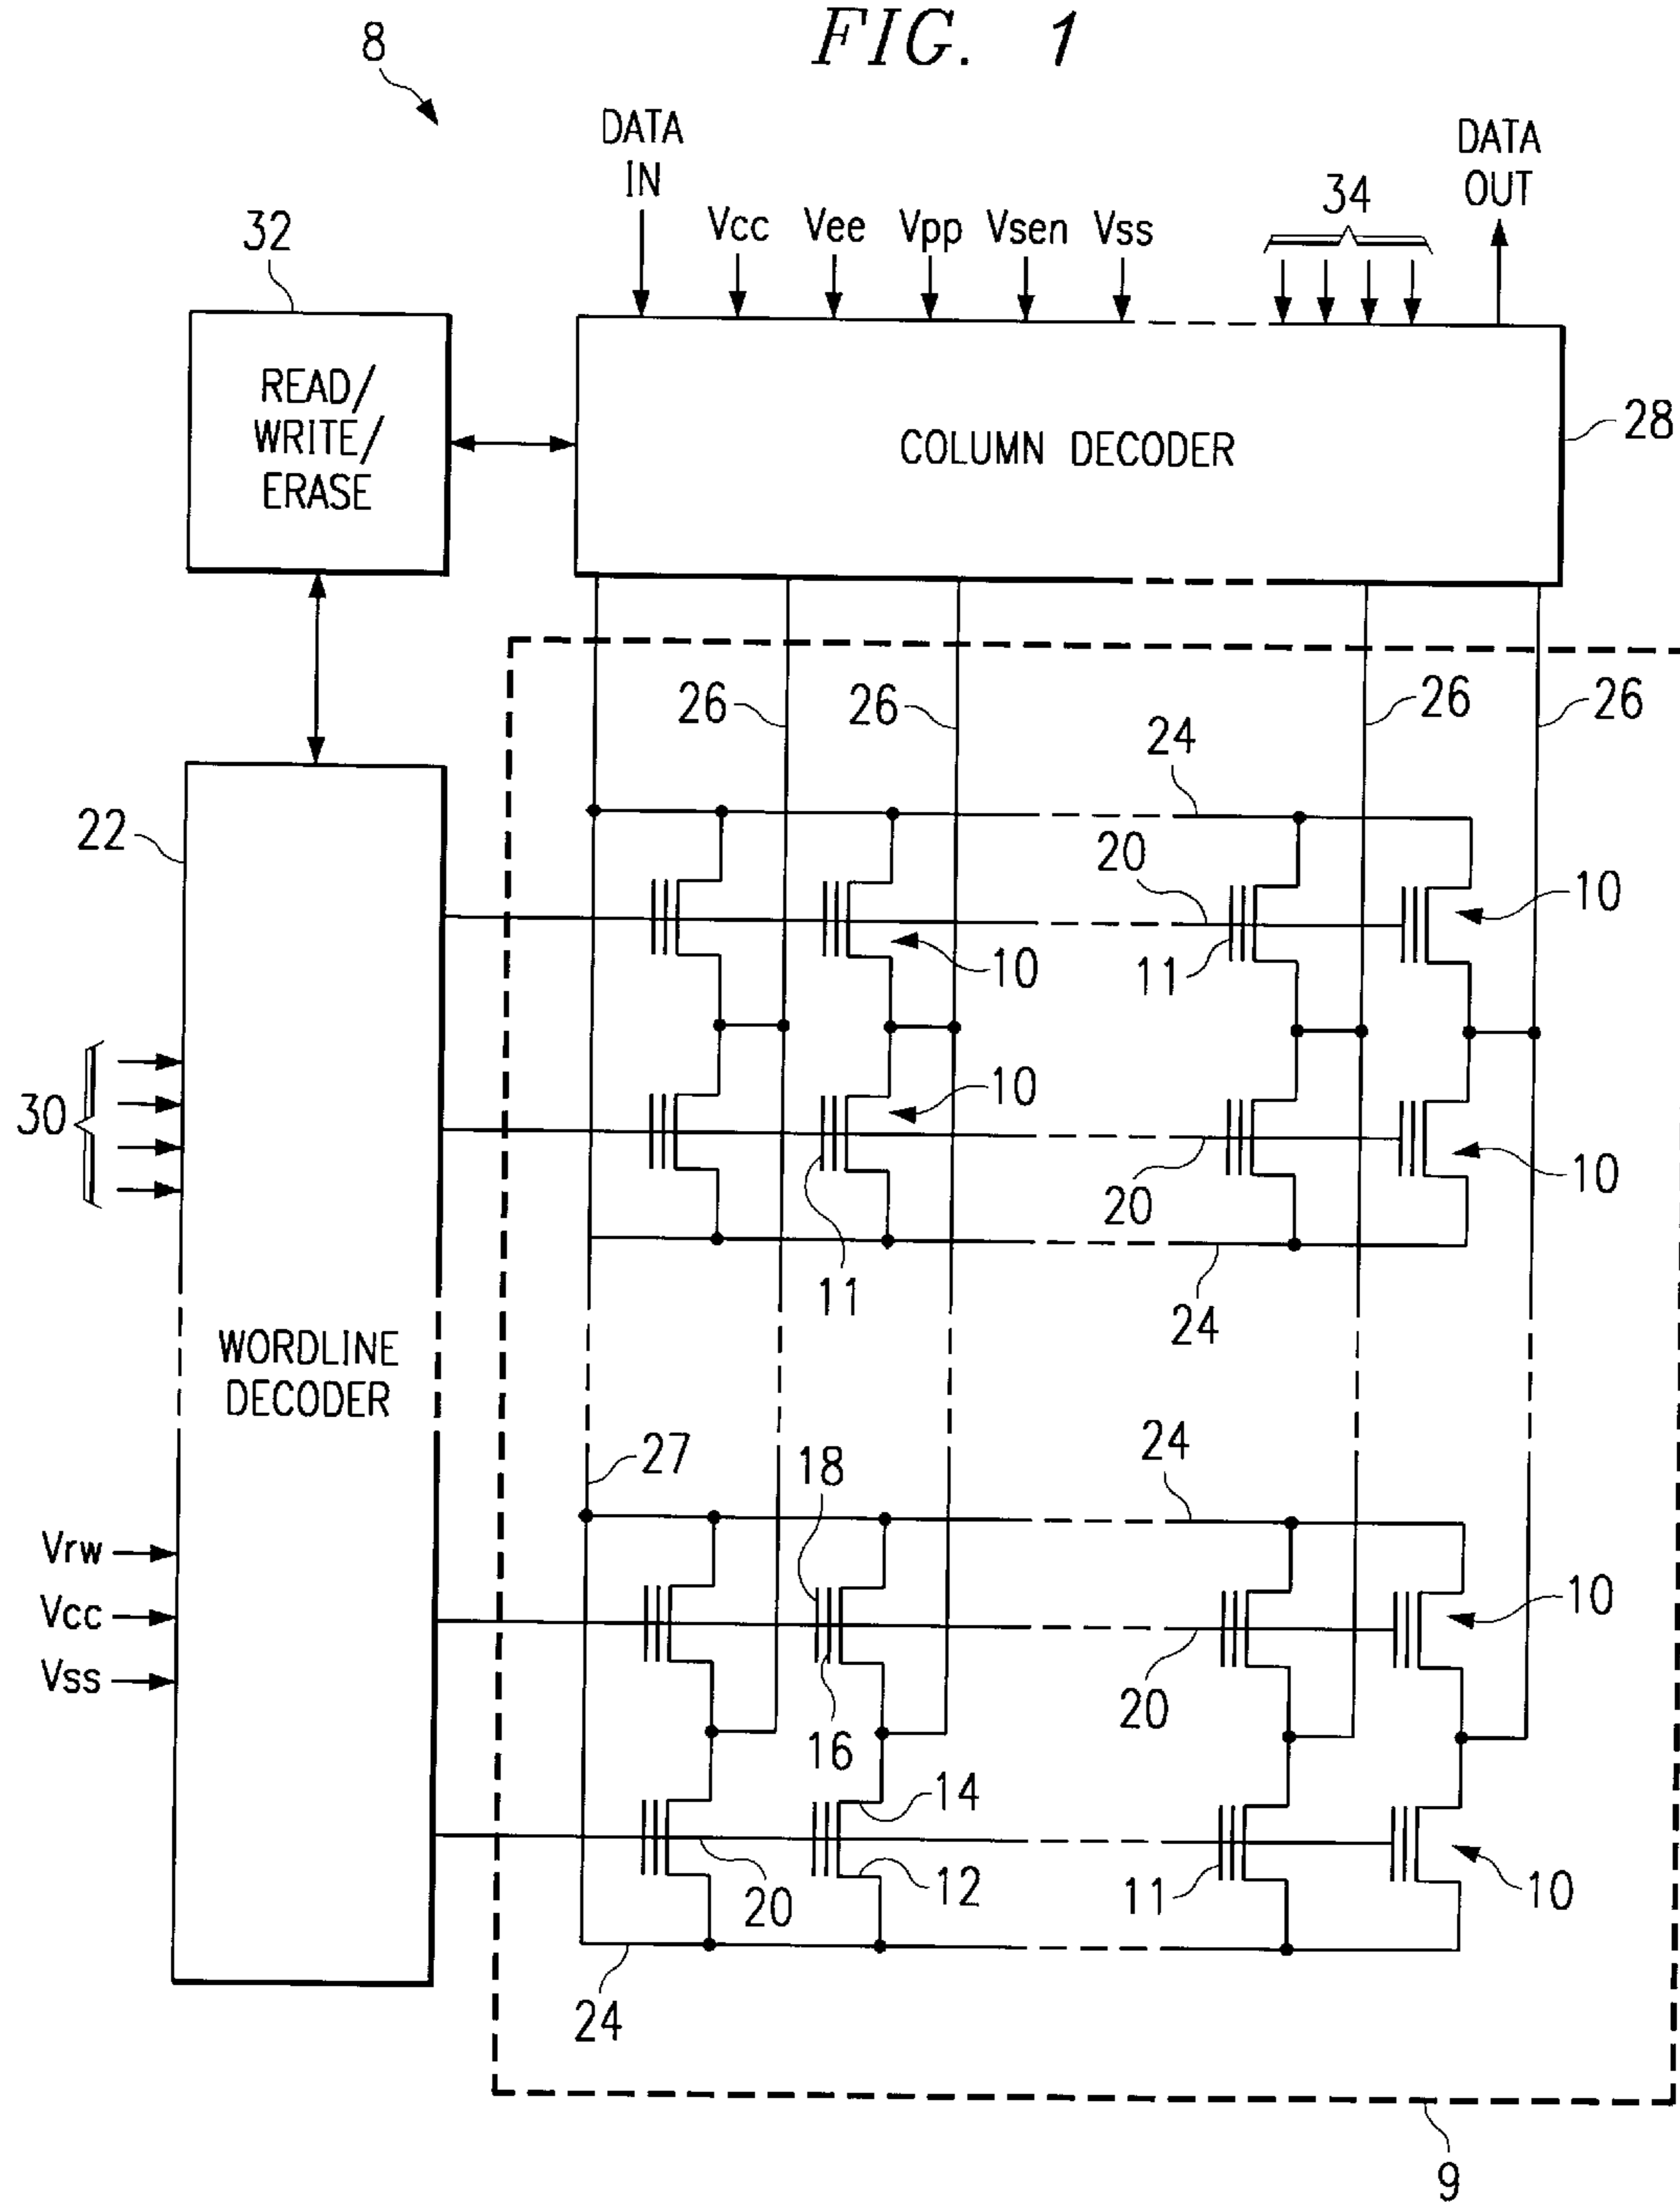 FIG. 1
8
DATA
IN
Vcc
Vee
Vpp
Vsen
Vss
34
DATA
OUT
32
READ/
WRITE/
ERASE
COLUMN DECODER
28
26
26
26
26
24
22
20
10
10
11
10
30
10
20
11
24
WORDLINE
DECODER
27
18
24
Vrw
Vcc
Vss
10
20
16
14
12
20
11
10
24
9